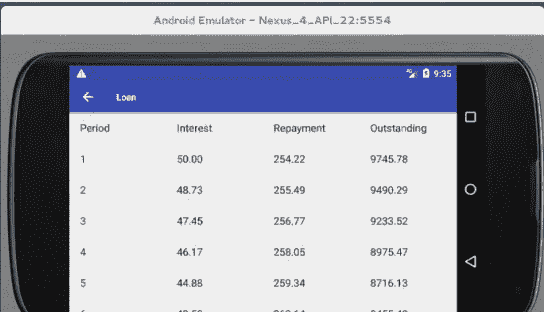 Android Emulator - Nexus_4_API_22:5554
9:35
Loan
Period Interest Repayment Outstanding
1 50.00 254.22 9745.78
2 48.73 255.49 9490.29
3 47.45 256.77 9233.52
4 46.17 258.05 8975.47
5 44.88 259.34 8716.13